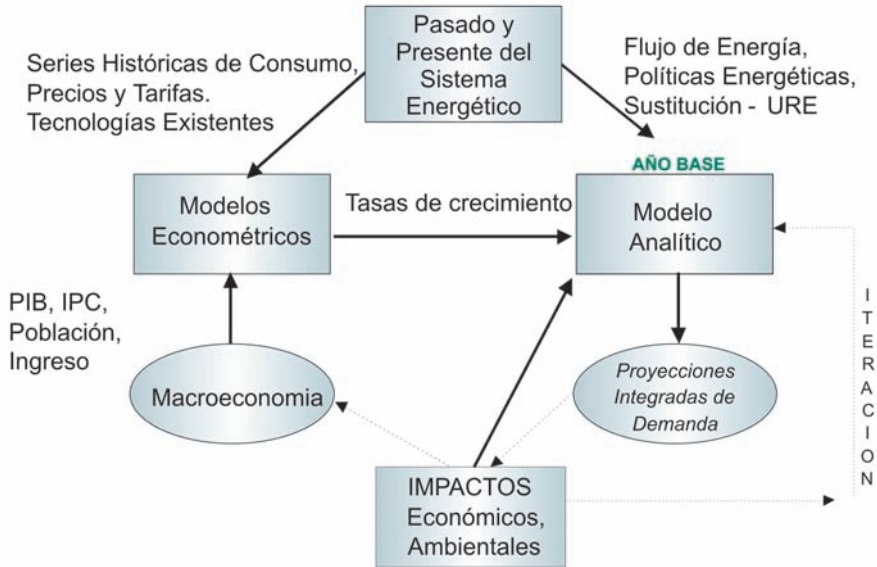 Pasado y
Presente del
Sistema
Energético
Series Históricas de Consumo,
Precios y Tarifas.
Tecnologías Existentes
Flujo de Energía,
Políticas Energéticas,
Sustitución - URE
AÑO BASE
Modelos
Econométricos
Tasas de crecimiento
Modelo
Analítico
PIB, IPC,
Población,
Ingreso
Macroeconomia
Proyecciones
Integradas de
Demanda
ITERACION
IMPACTOS
Económicos,
Ambientales